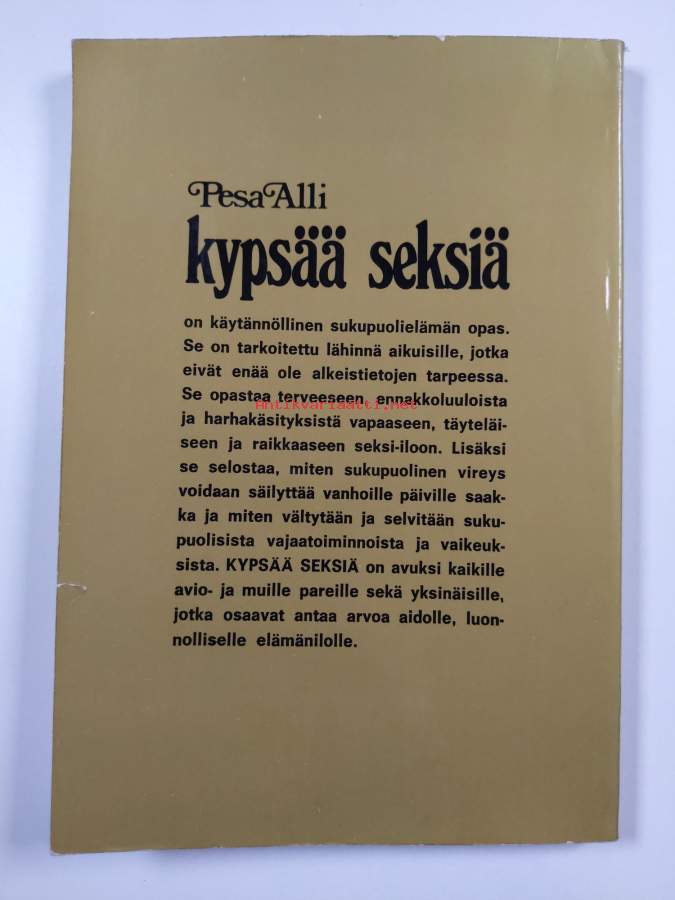 Pesa Alli
kypsää seksiä
on käytännöllinen sukupuolielämän opas.
Se on tarkoitettu lähinnä aikuisille, jotka
eivät enää ole alkeistietojen tarpeessa.
Se opastaa terveeseen, ennakkoluuloista
Antikvariaatti.net
ja harhakäsityksistä vapaaseen, täyteläi-
seen ja raikkaaseen seksi-iloon. Lisäksi
se selostaa, miten sukupuolinen vireys
voidaan säilyttää vanhoille päiville saak-
ka ja miten vältytään ja selvitään suku-
puolisista vajaatoiminnoista ja vaikeuk-
sista. KYPSÄÄ SEKSIÄ on avuksi kaikille
avio- ja muille pareille sekä yksinäisille,
jotka osaavat antaa arvoa aidolle, luon-
nolliselle elämänilolle.